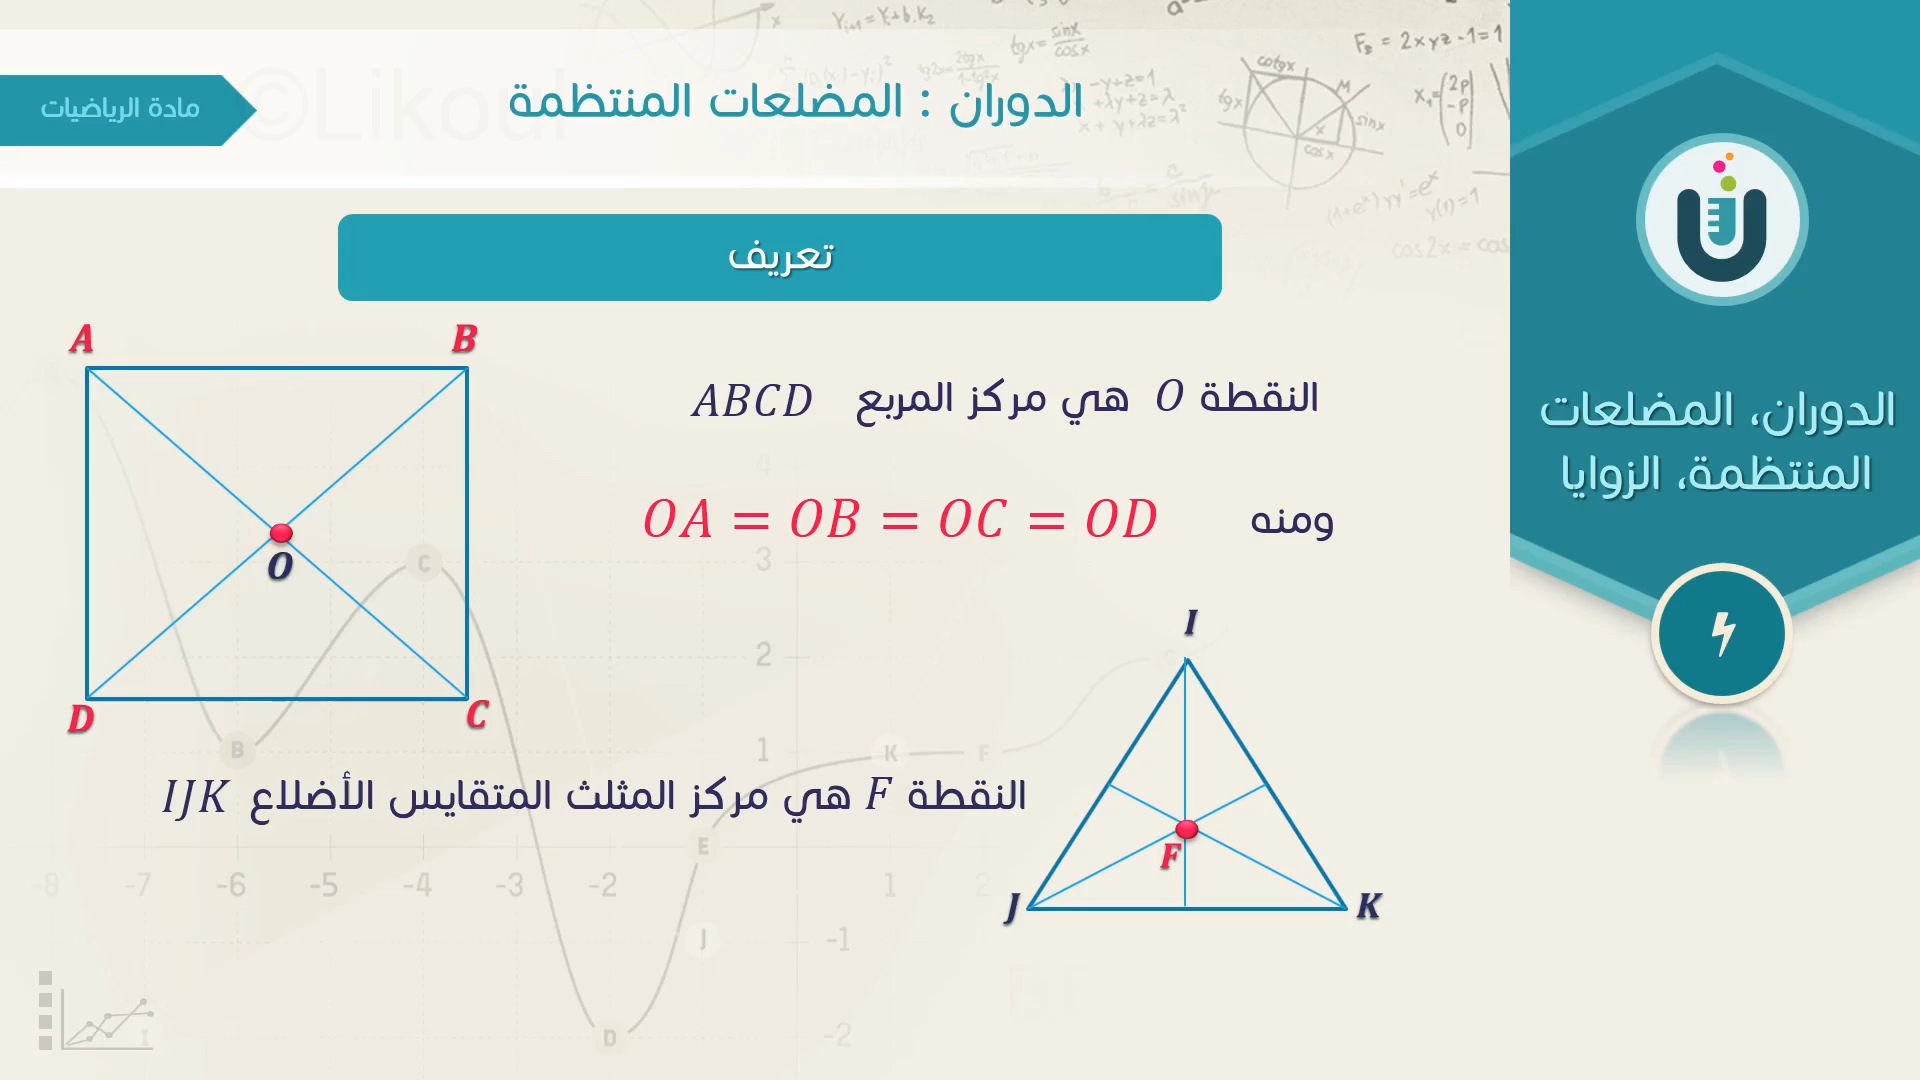 مادة الرياضيات
©Likoul
الدوران : المضلعات المنتظمة
تعريف
الدوران، المضلعات
المنتظمة، الزوايا
A
B
O
D
C
النقطة O هي مركز المربع ABCD
ومنه OA = OB = OC = OD
I
F
J
K
النقطة F هي مركز المثلث المتقايس الأضلاع IJK